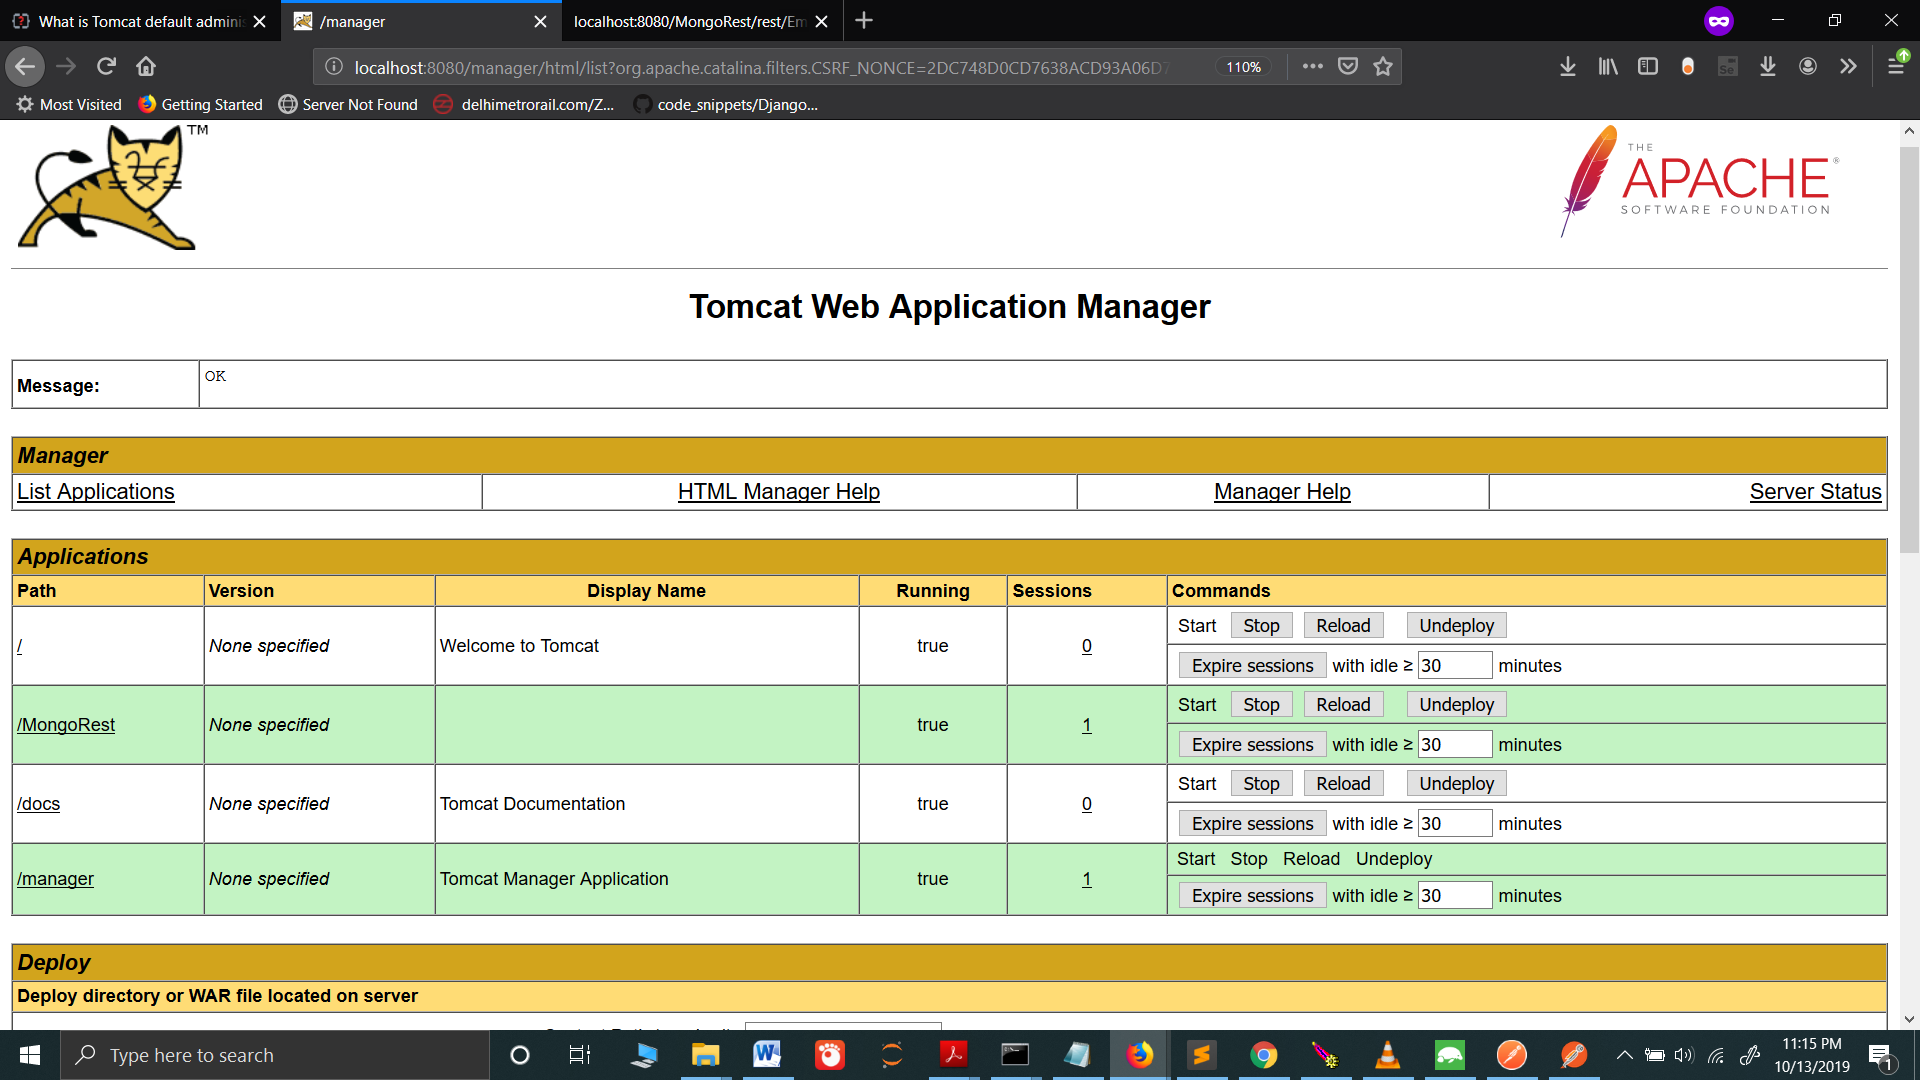 What is Tomcat default adminis
/manager
localhost:8080/MongoRest/rest/Em
localhost:8080/manager/html/list?org.apache.catalina.filters.CSRF_NONCE=2DC748D0CD7638ACD93A06D7
110%
Most Visited
Getting Started
Server Not Found
delhimetrorail.com/Z...
code_snippets/Django...
TM
THE
APACHE®
SOFTWARE FOUNDATION
Tomcat Web Application Manager
Message: OK
Manager
List Applications HTML Manager Help Manager Help Server Status
Applications
Path Version Display Name Running Sessions Commands
/ None specified Welcome to Tomcat true 0 Start Stop Reload Undeploy
Expire sessions with idle ≥ 30 minutes
/MongoRest None specified true 1 Start Stop Reload Undeploy
Expire sessions with idle ≥ 30 minutes
/docs None specified Tomcat Documentation true 0 Start Stop Reload Undeploy
Expire sessions with idle ≥ 30 minutes
/manager None specified Tomcat Manager Application true 1 Start Stop Reload Undeploy
Expire sessions with idle ≥ 30 minutes
Deploy
Deploy directory or WAR file located on server
Type here to search
11:15 PM
10/13/2019
1